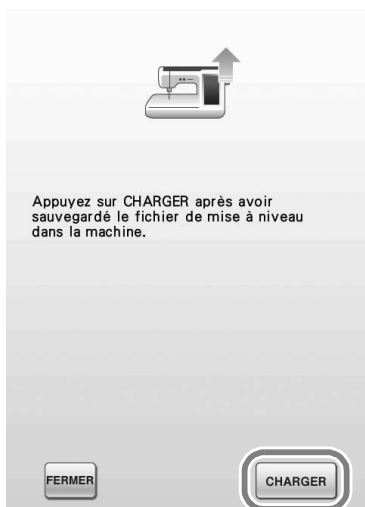 Appuyez sur CHARGER après avoir
sauvegardé le fichier de mise à niveau
dans la machine.
FERMER
CHARGER